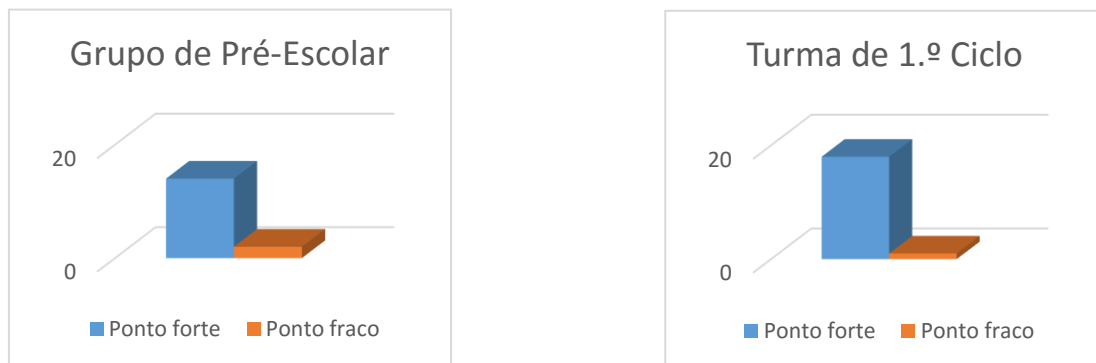 Grupo de Pré-Escolar
20
0
Ponto forte Ponto fraco
Turma de 1.º Ciclo
20
0
Ponto forte Ponto fraco